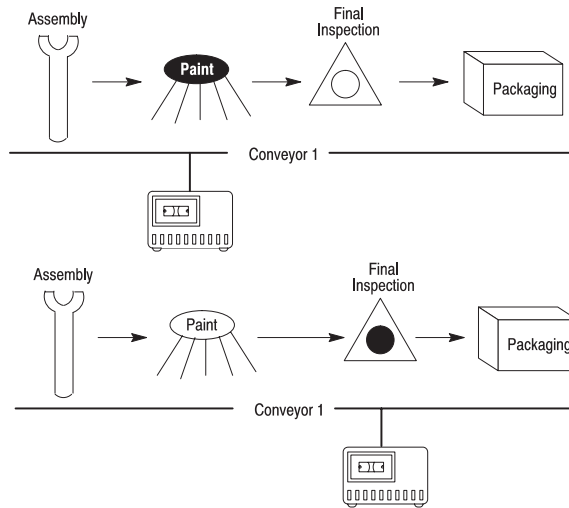 Assembly
Final
Inspection
Paint
Packaging
Conveyor 1
Assembly
Final
Inspection
Paint
Packaging
Conveyor 1